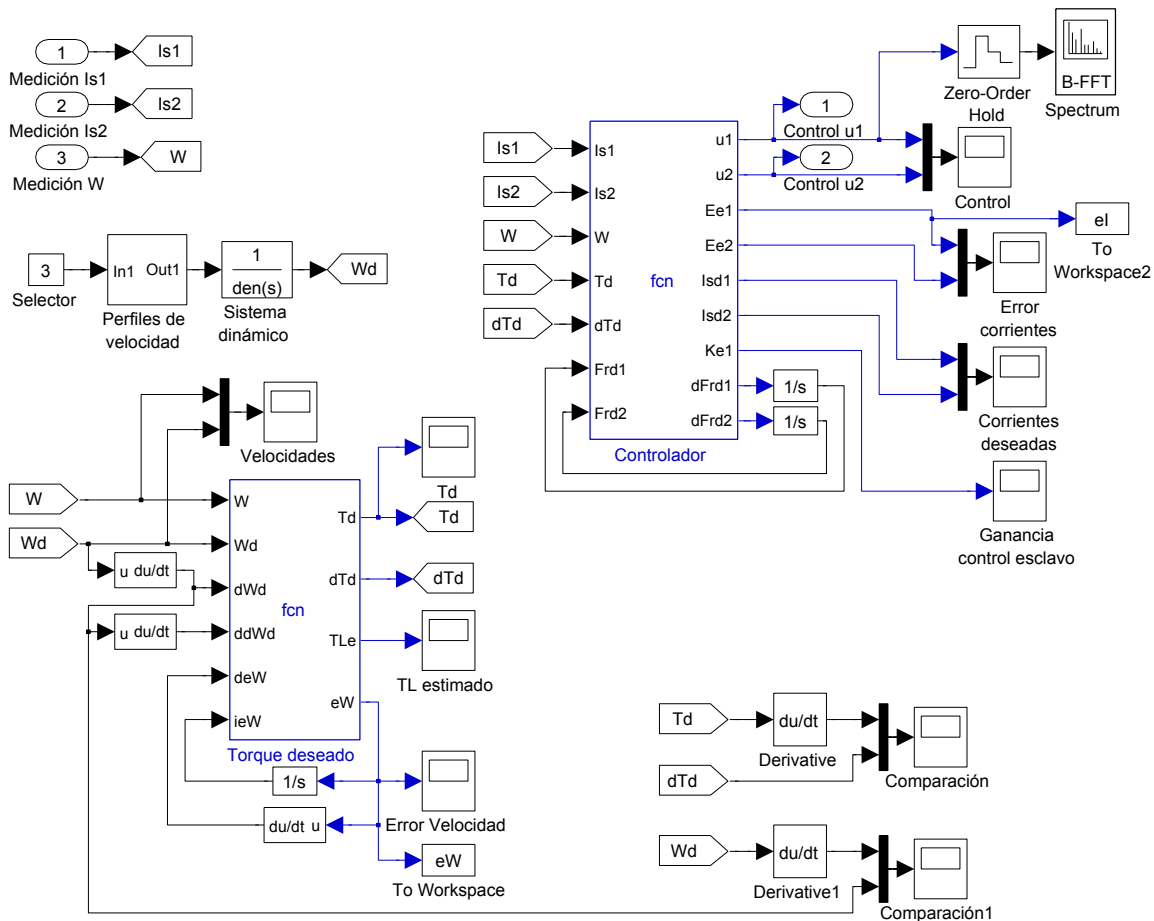 1
Is1
Medición Is1
2
Is2
Medición Is2
3
W
Medición W
3
Selector
In1
Out1
Perfiles de
velocidad
1
den(s)
Sistema
dinámico
Wd
Is1
Is2
W
Td
dTd
Is1
Is2
W
Td
dTd
Frd1
Frd2
fcn
u1
u2
Ee1
Ee2
Isd1
Isd2
Ke1
dFrd1
dFrd2
Controlador
1/s
1/s
1
Control u1
2
Control u2
Zero-Order
Hold
B-FFT
Spectrum
Control
eI
To
Workspace2
Error
corrientes
Corrientes
deseadas
Ganancia
control esclavo
Velocidades
W
Wd
u du/dt
u du/dt
W
Wd
dWd
ddWd
deW
ieW
fcn
Td
dTd
TLe
eW
Torque deseado
Td
Td
dTd
TL estimado
1/s
du/dt u
Error Velocidad
eW
To Workspace
Td
du/dt
Derivative
dTd
Comparación
Wd
du/dt
Derivative1
Comparación1